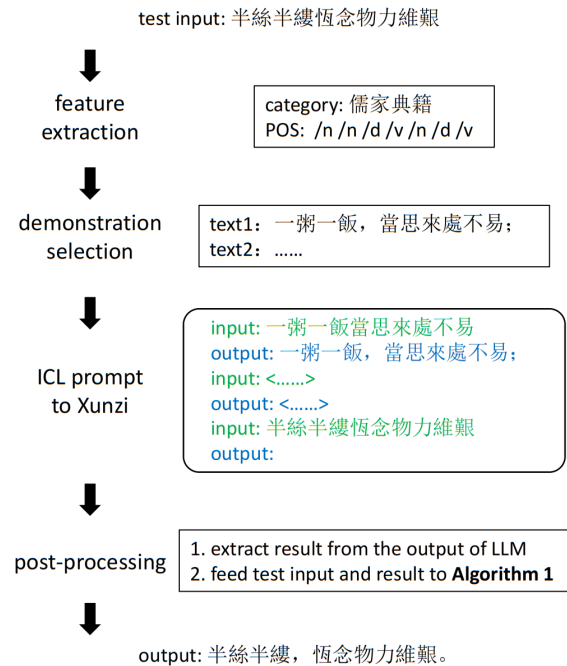 test input: 半絲半縷恆念物力維艱
feature
extraction
category: 儒家典籍
POS: /n /n /d /v /n /d /v
demonstration
selection
text1：一粥一飯，當思來處不易；
text2：……
ICL prompt
to Xunzi
input: 一粥一飯當思來處不易
output: 一粥一飯，當思來處不易；
input: <……>
output: <……>
input: 半絲半縷恆念物力維艱
output:
post-processing
1. extract result from the output of LLM
2. feed test input and result to Algorithm 1
output: 半絲半縷，恆念物力維艱。